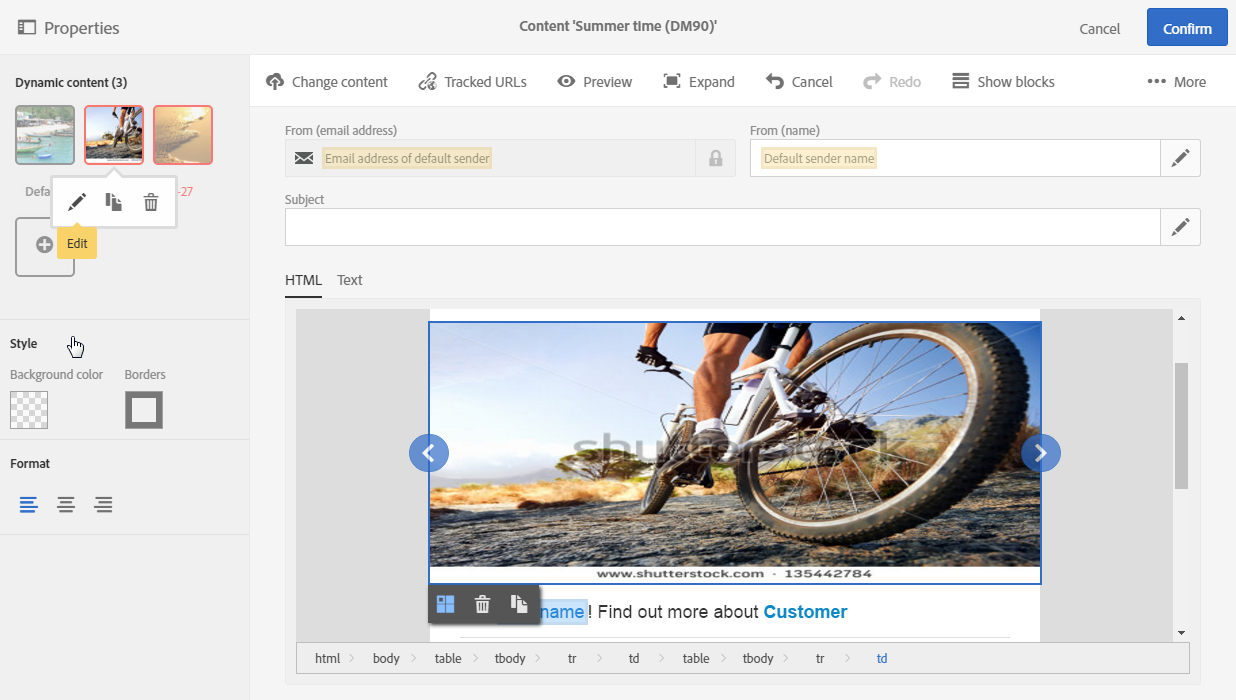 Properties
Content 'Summer time (DM90)'
Cancel
Confirm
Dynamic content (3)
Change content
Tracked URLs
Preview
Expand
Cancel
Redo
Show blocks
More
From (email address)
From (name)
Email address of default sender
Default sender name
Defa
-27
Edit
Subject
HTML
Text
Style
Background color
Borders
Format
shutterstock
www.shutterstock.com · 135442784
name ! Find out more about Customer
html
body
table
tbody
tr
td
table
tbody
tr
td